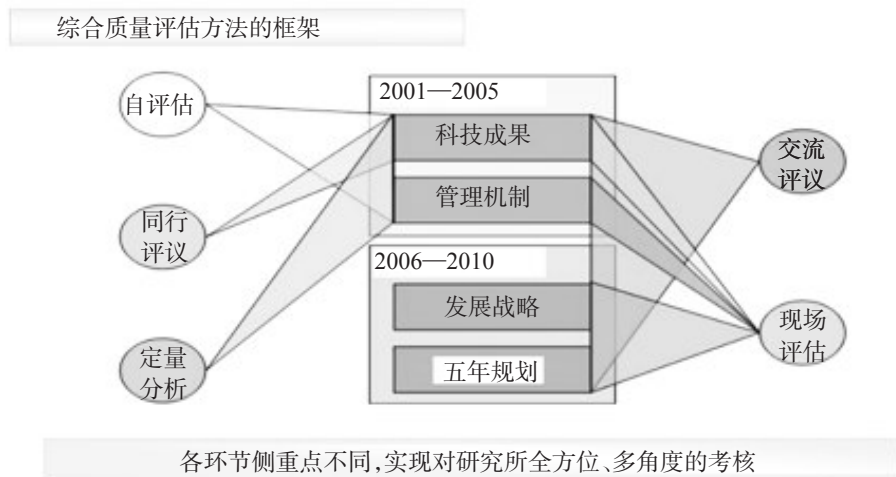 综合质量评估方法的框架
自评估
同行
评议
定量
分析
2001—2005
科技成果
管理机制
2006—2010
发展战略
五年规划
交流
评议
现场
评估
各环节侧重点不同,实现对研究所全方位、多角度的考核